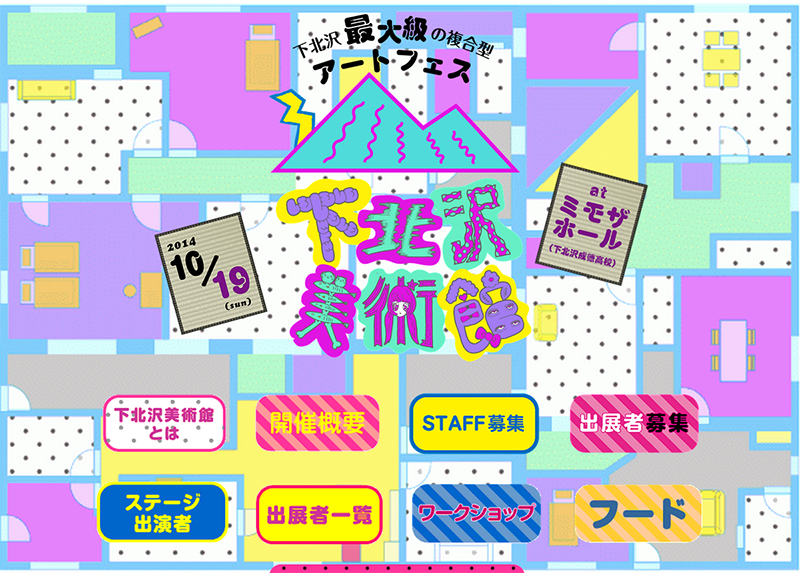 下北沢 最大級の複合型
アートフェス
下北沢
美術館
2014
10/19
(sun)
at
ミモザ
ホール
(下北沢成徳高校)
下北沢美術館
とは
開催概要
STAFF募集
出展者募集
ステージ
出演者
出展者一覧
ワークショップ
フード